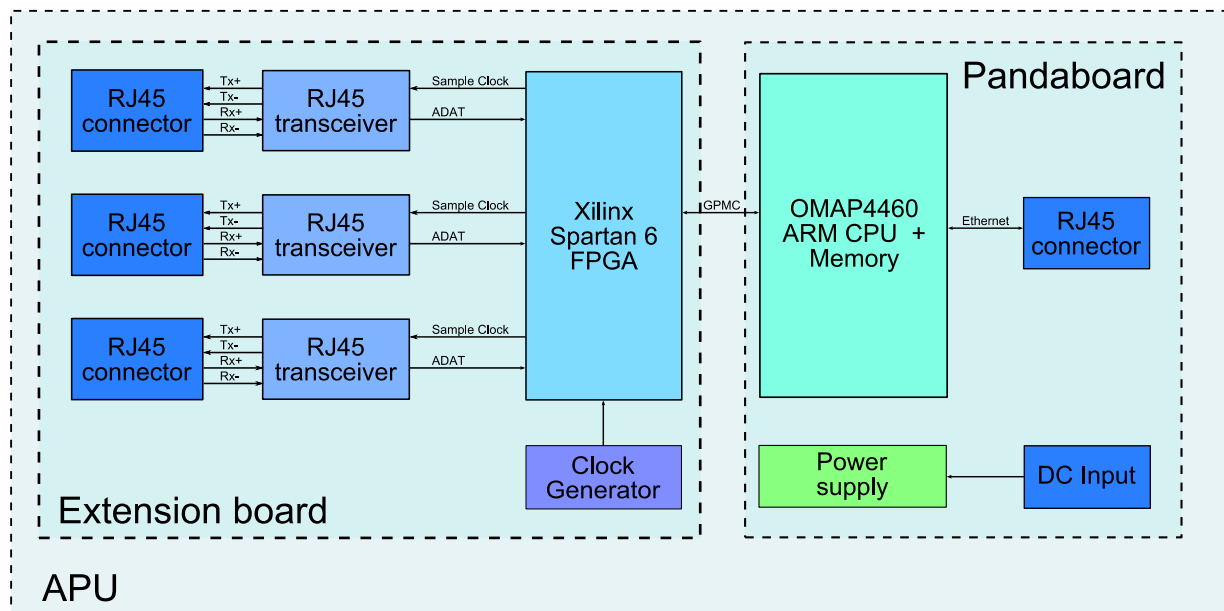 Pandaboard
RJ45
connector
Tx+
Tx-
Rx+
Rx-
RJ45
transceiver
Sample Clock
ADAT
RJ45
connector
Tx+
Tx-
Rx+
Rx-
RJ45
transceiver
Sample Clock
ADAT
RJ45
connector
Tx+
Tx-
Rx+
Rx-
RJ45
transceiver
Sample Clock
ADAT
Xilinx
Spartan 6
FPGA
GPMC
OMAP4460
ARM CPU +
Memory
Ethernet
RJ45
connector
Clock
Generator
Power
supply
DC Input
Extension board
APU